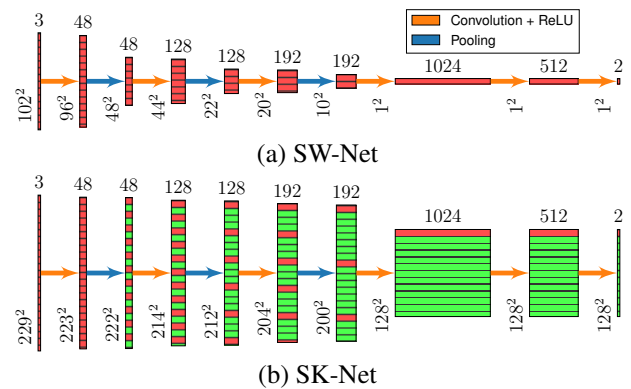 Convolution + ReLU
Pooling
3 48 48 128 128 192 192 1024 512 2
102² 96² 48² 44² 22² 20² 10² 1² 1² 1²
(a) SW-Net
3 48 48 128 128 192 192 1024 512 2
229² 223² 222² 214² 212² 204² 200² 128² 128² 128²
(b) SK-Net